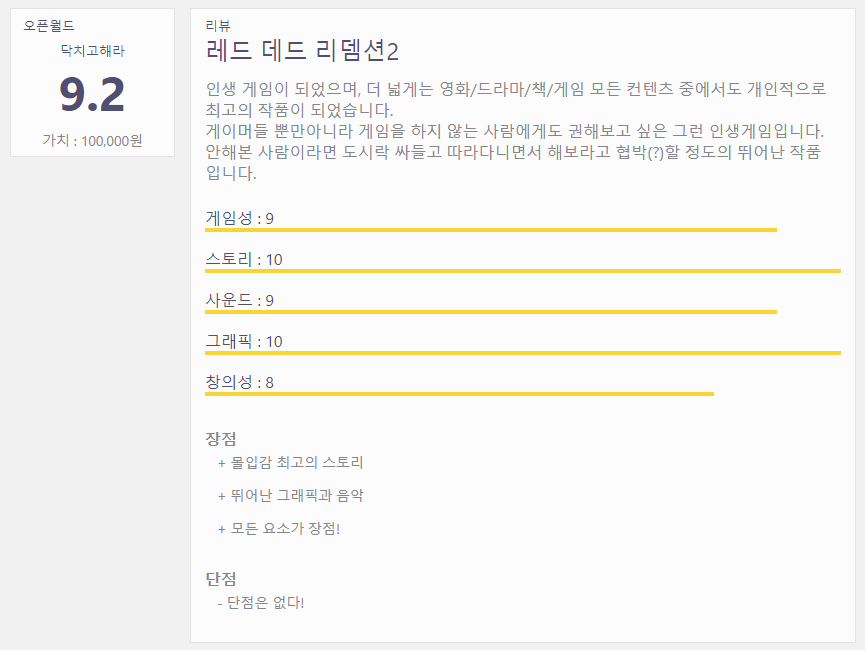 오픈월드
닥치고해라
9.2
가치 : 100,000원
리뷰
레드 데드 리뎀션2
인생 게임이 되었으며, 더 넓게는 영화/드라마/책/게임 모든 컨텐츠 중에서도 개인적으로
최고의 작품이 되었습니다.
게이머들 뿐만아니라 게임을 하지 않는 사람에게도 권해보고 싶은 그런 인생게임입니다.
안해본 사람이라면 도시락 싸들고 따라다니면서 해보라고 협박(?)할 정도의 뛰어난 작품
입니다.
게임성 : 9
스토리 : 10
사운드 : 9
그래픽 : 10
창의성 : 8
장점
+ 몰입감 최고의 스토리
+ 뛰어난 그래픽과 음악
+ 모든 요소가 장점!
단점
- 단점은 없다!